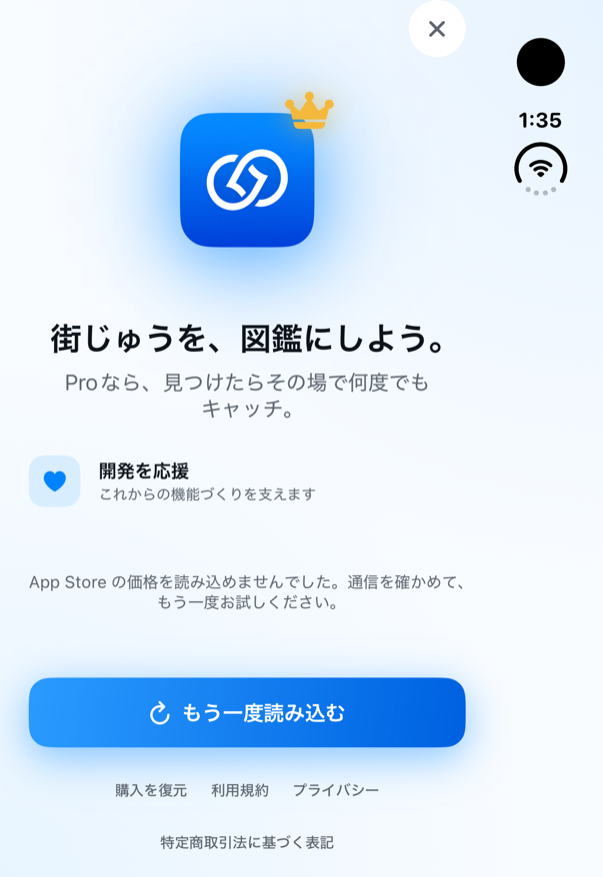 1:35
街じゅうを、図鑑にしよう。
Proなら、見つけたらその場で何度でも
キャッチ。
開発を応援
これからの機能づくりを支えます
App Store の価格を読み込めませんでした。通信を確かめて、
もう一度お試しください。
もう一度読み込む
購入を復元 利用規約 プライバシー
特定商取引法に基づく表記